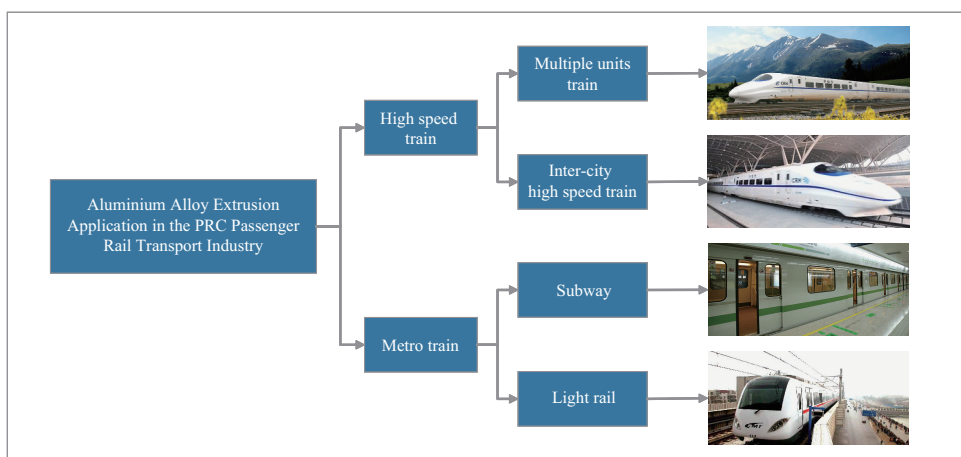 Aluminium Alloy Extrusion
Application in the PRC Passenger
Rail Transport Industry
High speed
train
Metro train
Multiple units
train
Inter-city
high speed train
Subway
Light rail
CRH